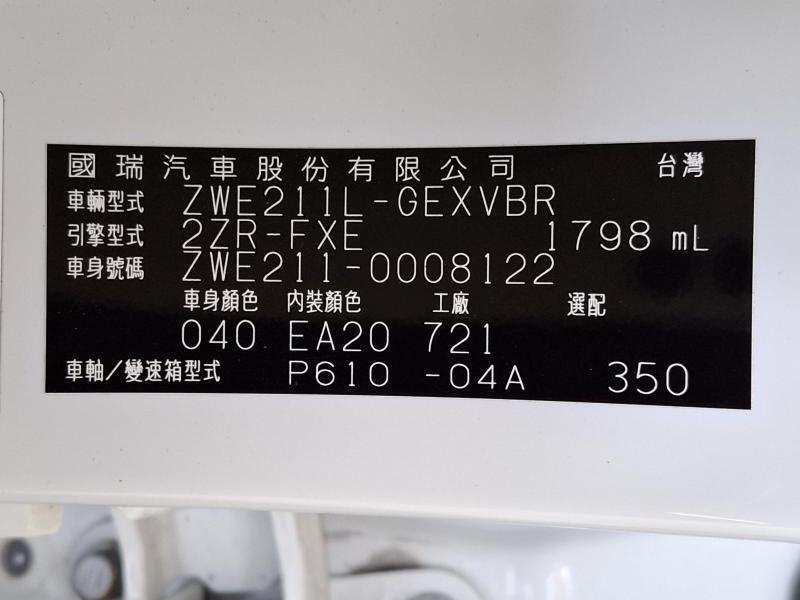 國瑞汽車股份有限公司 台灣
車輛型式 ZWE211L-GEXVBR
引擎型式 2ZR-FXE 1798 mL
車身號碼 ZWE211-0008122
車身顏色 內裝顏色 工廠 選配
040 EA20 721
車軸/變速箱型式 P610 -04A 350